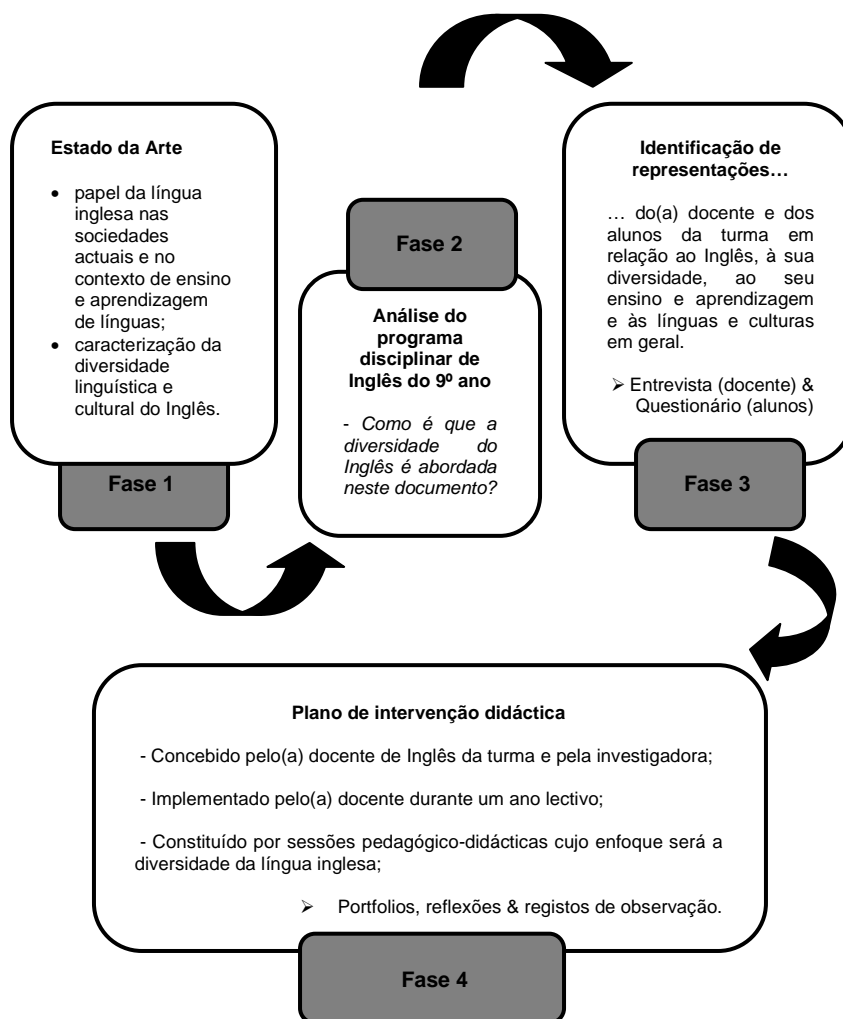 Estado da Arte
• papel da língua
inglesa nas
sociedades
actuais e no
contexto de ensino
e aprendizagem
de línguas;
• caracterização da
diversidade
linguística e
cultural do Inglês.
Fase 1
Fase 2
Análise do
programa
disciplinar de
Inglês do 9º ano
- Como é que a
diversidade do
Inglês é abordada
neste documento?
Identificação de
representações…
… do(a) docente e dos
alunos da turma em
relação ao Inglês, à sua
diversidade, ao seu
ensino e aprendizagem
e às línguas e culturas
em geral.
➢ Entrevista (docente) &
Questionário (alunos)
Fase 3
Plano de intervenção didáctica
- Concebido pelo(a) docente de Inglês da turma e pela investigadora;
- Implementado pelo(a) docente durante um ano lectivo;
- Constituído por sessões pedagógico-didácticas cujo enfoque será a
diversidade da língua inglesa;
➢ Portfolios, reflexões & registos de observação.
Fase 4